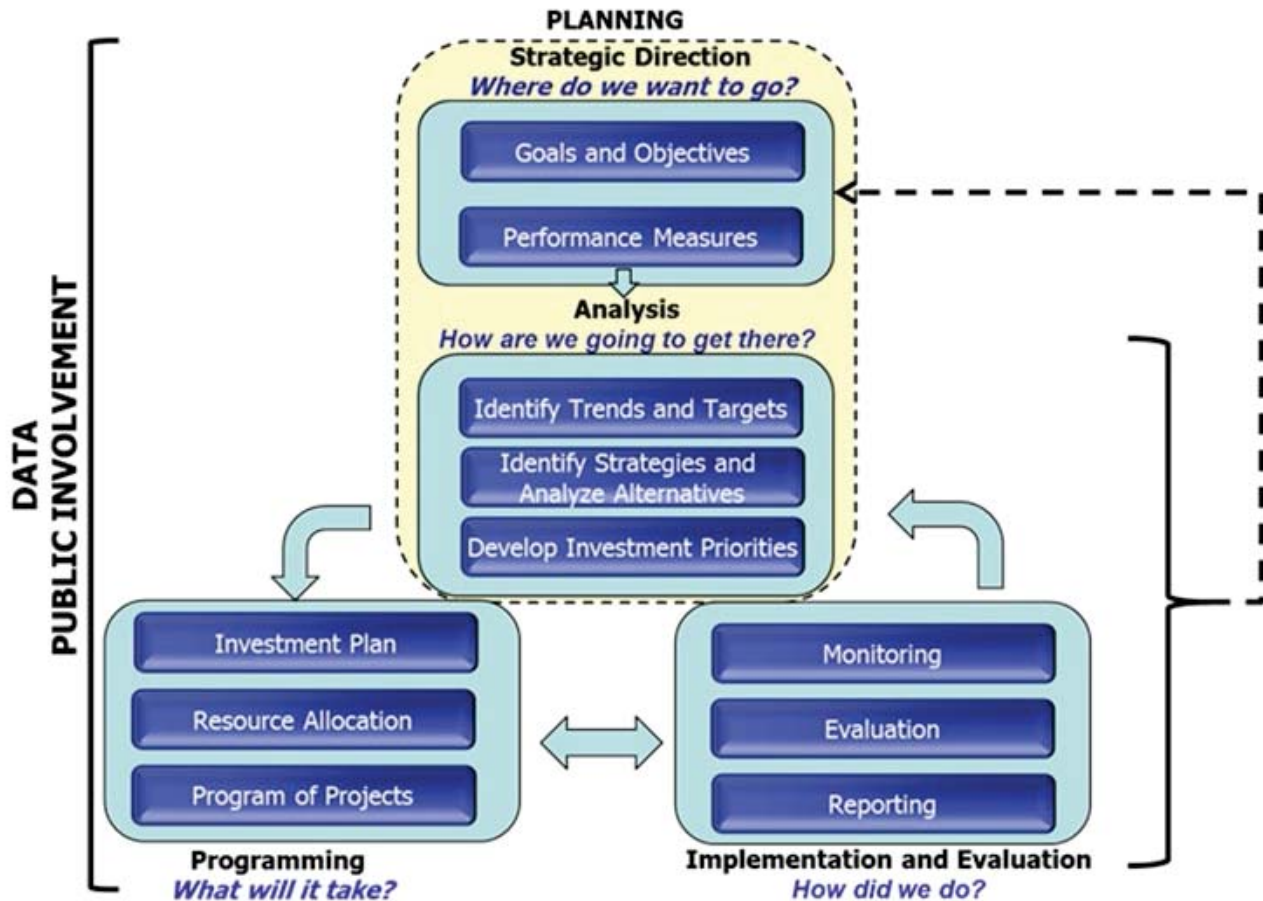 PLANNING
Strategic Direction
Where do we want to go?
Goals and Objectives
Performance Measures
Analysis
How are we going to get there?
Identify Trends and Targets
Identify Strategies and
Analyze Alternatives
Develop Investment Priorities
DATA
PUBLIC INVOLVEMENT
Investment Plan
Resource Allocation
Program of Projects
Programming
What will it take?
Monitoring
Evaluation
Reporting
Implementation and Evaluation
How did we do?